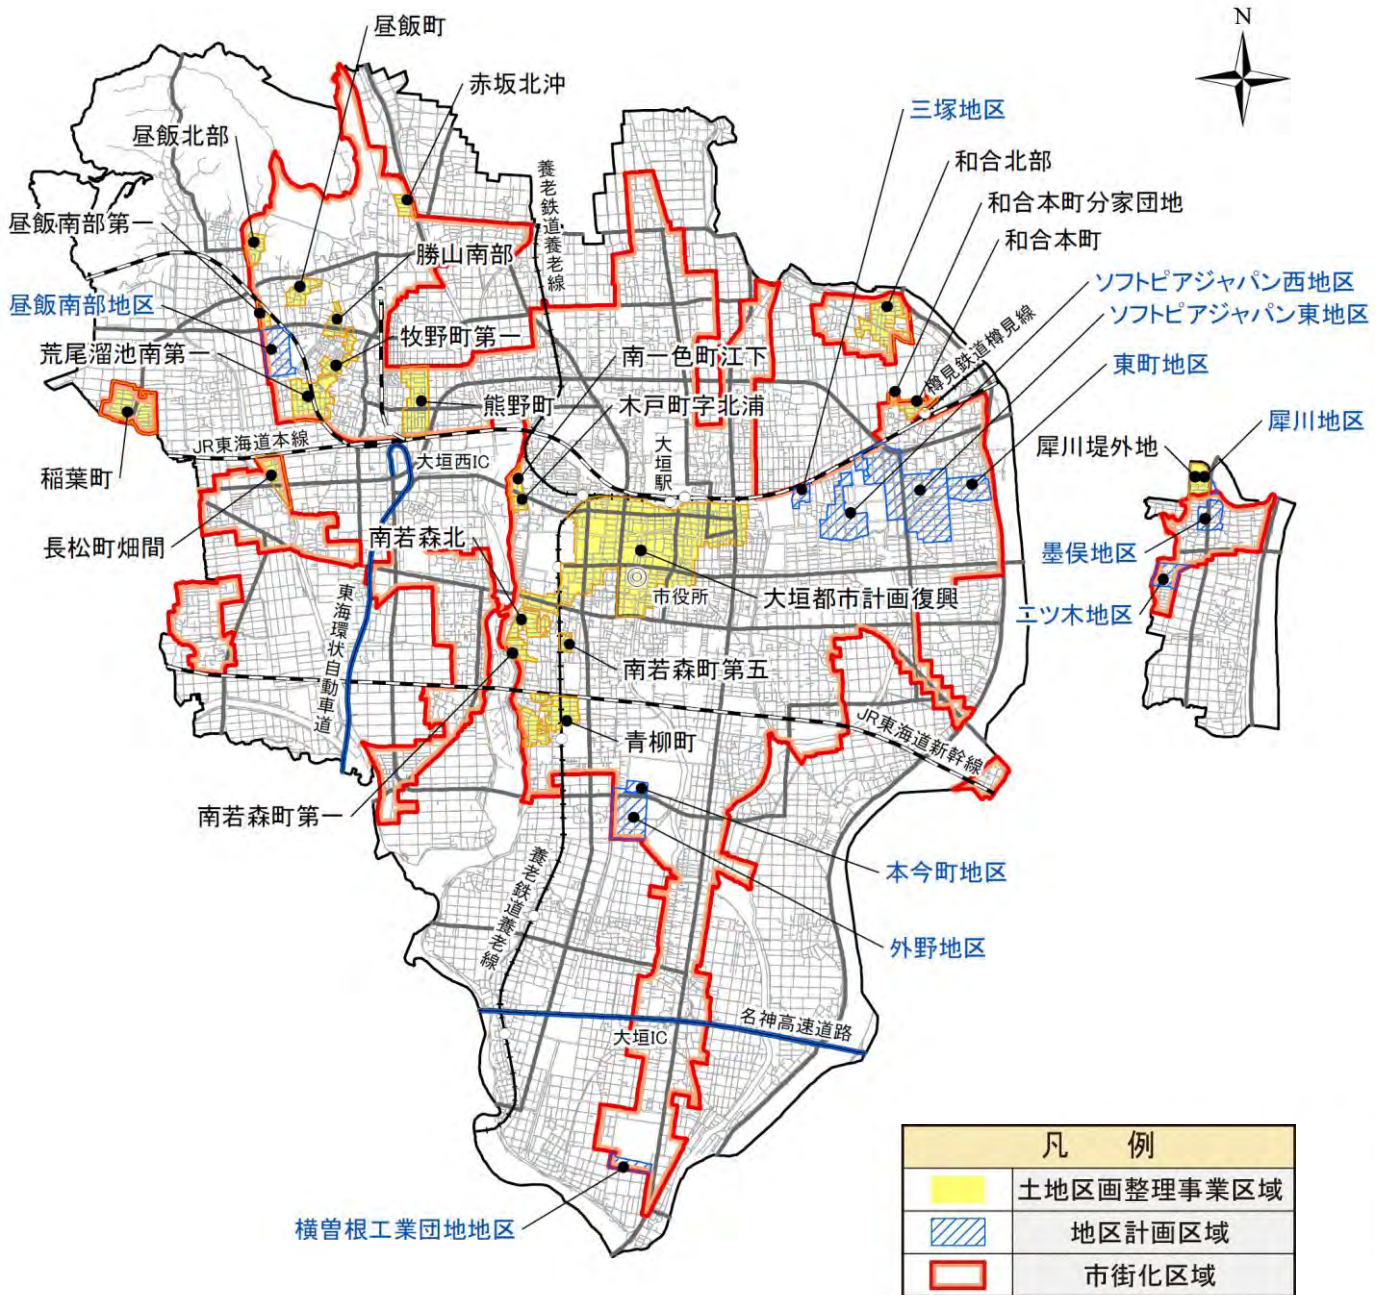 N
昼飯町
赤坂北沖
三塚地区
昼飯北部
和合北部
養老鉄道養老線
和合本町分家団地
昼飯南部第一
和合本町
勝山南部
ソフトピアジャパン西地区
昼飯南部地区
ソフトピアジャパン東地区
樽見鉄道樽見線
牧野町第一
荒尾溜池南第一
南一色町江下
東町地区
熊野町
木戸町字北浦
犀川地区
JR東海道本線
大垣駅
犀川堤外地
大垣西IC
稲葉町
南若森北
長松町畑間
墨俣地区
東海環状自動車道
市役所
大垣都市計画復興
二ツ木地区
南若森町第五
JR東海道新幹線
青柳町
南若森町第一
養老鉄道養老線
本今町地区
外野地区
名神高速道路
大垣IC
横曽根工業団地地区
凡 例
土地区画整理事業区域
地区計画区域
市街化区域